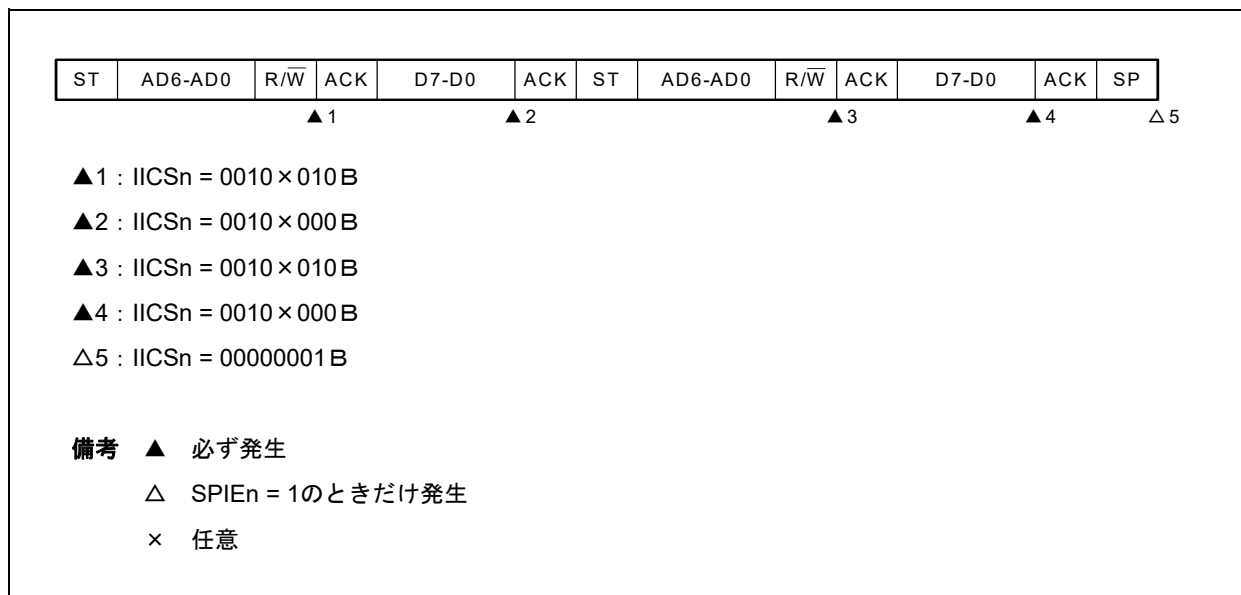 ST AD6-AD0 R/W̅ ACK D7-D0 ACK ST AD6-AD0 R/W̅ ACK D7-D0 ACK SP
▲1 ▲2 ▲3 ▲4 △5
▲1：IICSn = 0010×010B
▲2：IICSn = 0010×000B
▲3：IICSn = 0010×010B
▲4：IICSn = 0010×000B
△5：IICSn = 00000001B
備考 ▲ 必ず発生
△ SPIEn = 1のときだけ発生
× 任意